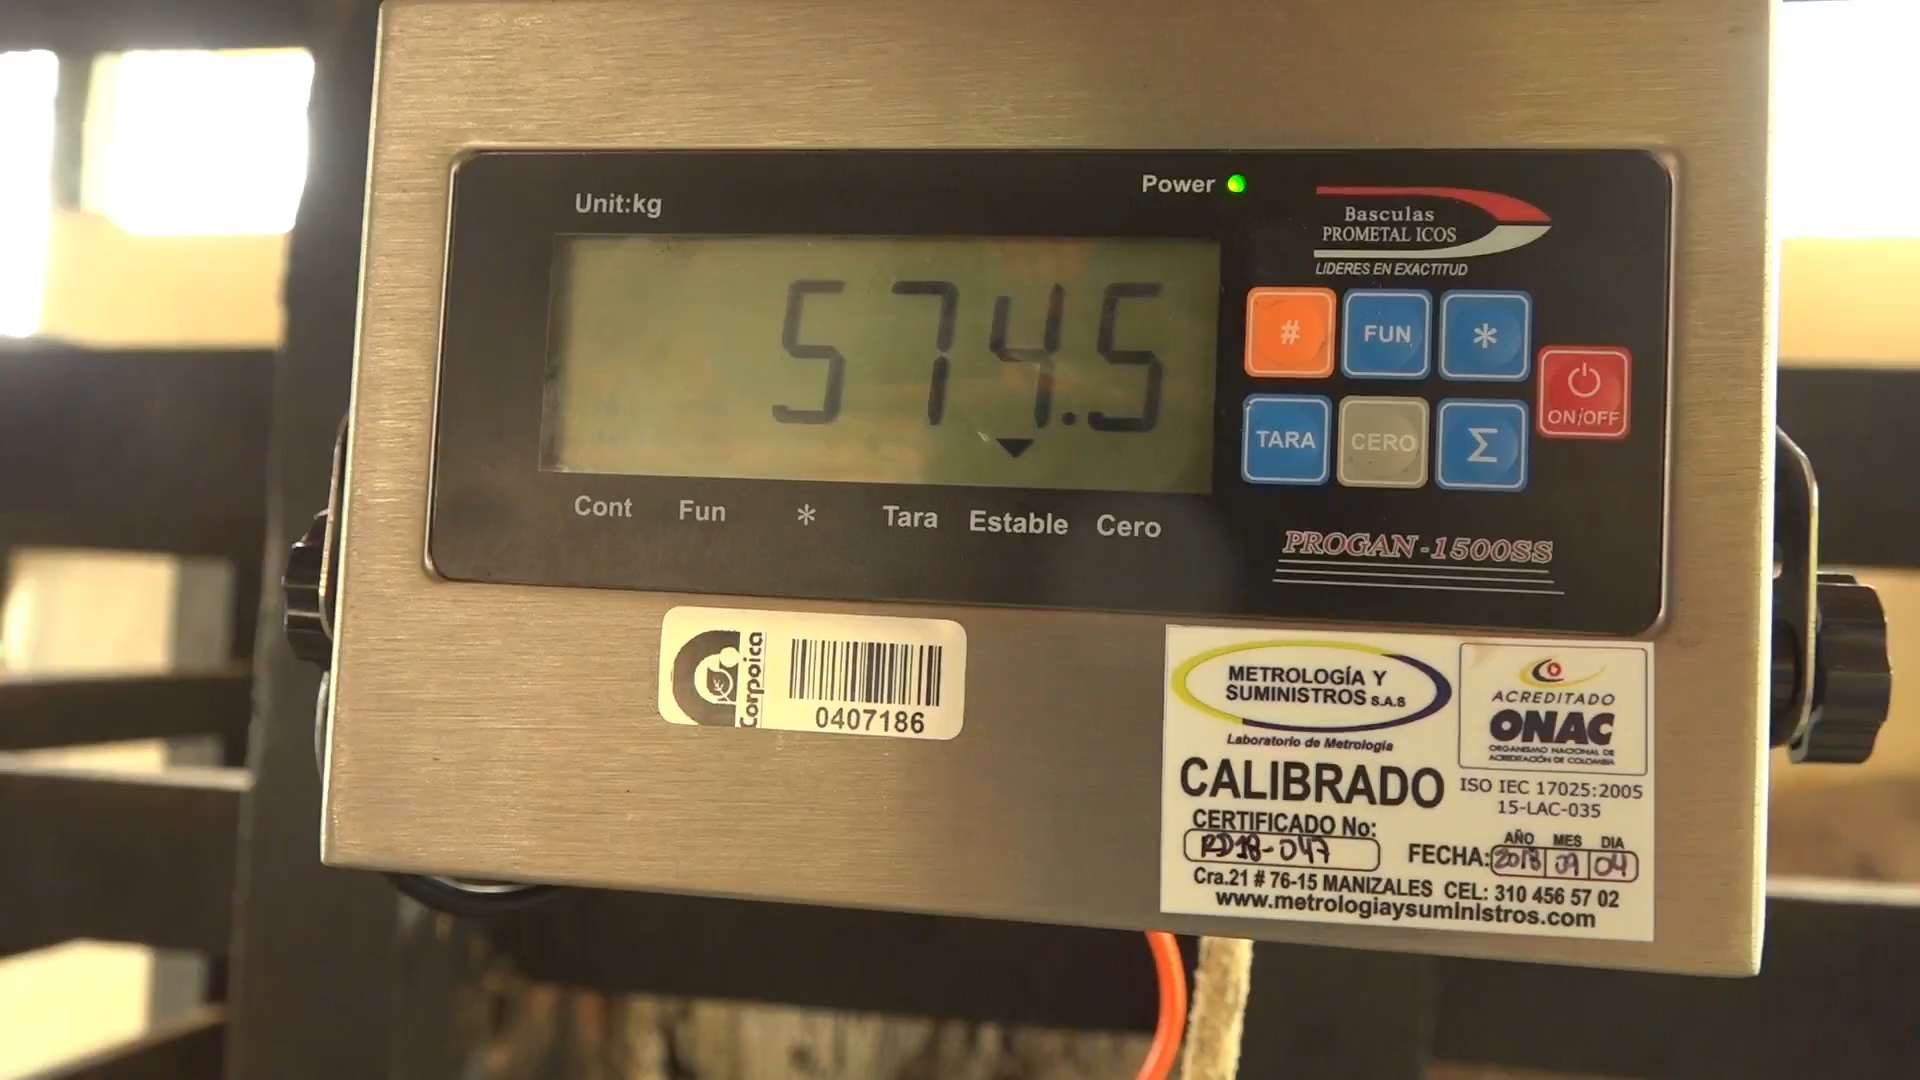 Power
Unit:kg
Basculas
PROMETAL ICOS
LIDERES EN EXACTITUD
574.5
# FUN *
ON/OFF
TARA CERO Σ
Cont Fun * Tara Estable Cero
PROGAN-1500SS
Corpoica
0407186
METROLOGÍA Y
SUMINISTROS S.A.S
Laboratorio de Metrología
ACREDITADO
ONAC
ORGANISMO NACIONAL DE
ACREDITACIÓN DE COLOMBIA
CALIBRADO
ISO IEC 17025:2005
15-LAC-035
CERTIFICADO No:
RD18-047
AÑO MES DIA
FECHA: 2018 09 04
Cra.21 # 76-15 MANIZALES CEL: 310 456 57 02
www.metrologiaysuministros.com